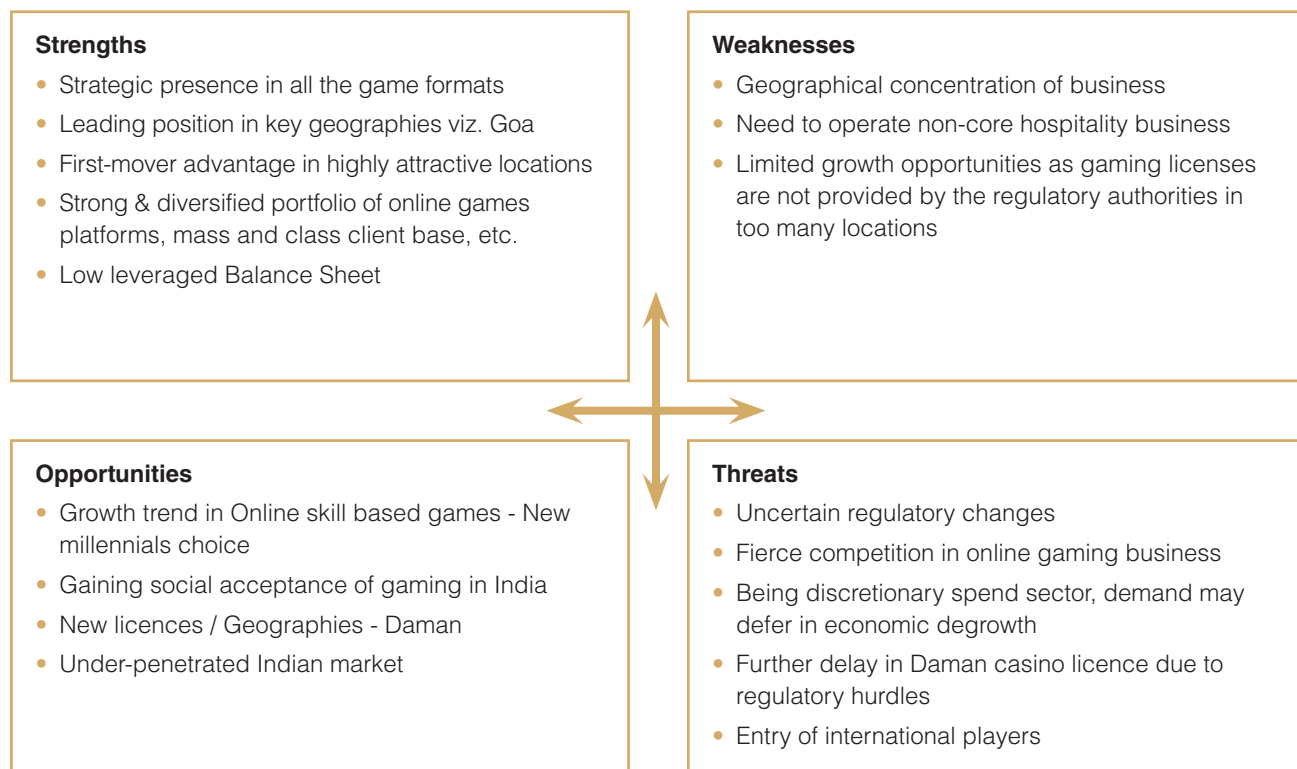 Strengths
• Strategic presence in all the game formats
• Leading position in key geographies viz. Goa
• First-mover advantage in highly attractive locations
• Strong & diversified portfolio of online games
platforms, mass and class client base, etc.
• Low leveraged Balance Sheet
Weaknesses
• Geographical concentration of business
• Need to operate non-core hospitality business
• Limited growth opportunities as gaming licenses
are not provided by the regulatory authorities in
too many locations
Opportunities
• Growth trend in Online skill based games - New
millennials choice
• Gaining social acceptance of gaming in India
• New licences / Geographies - Daman
• Under-penetrated Indian market
Threats
• Uncertain regulatory changes
• Fierce competition in online gaming business
• Being discretionary spend sector, demand may
defer in economic degrowth
• Further delay in Daman casino licence due to
regulatory hurdles
• Entry of international players